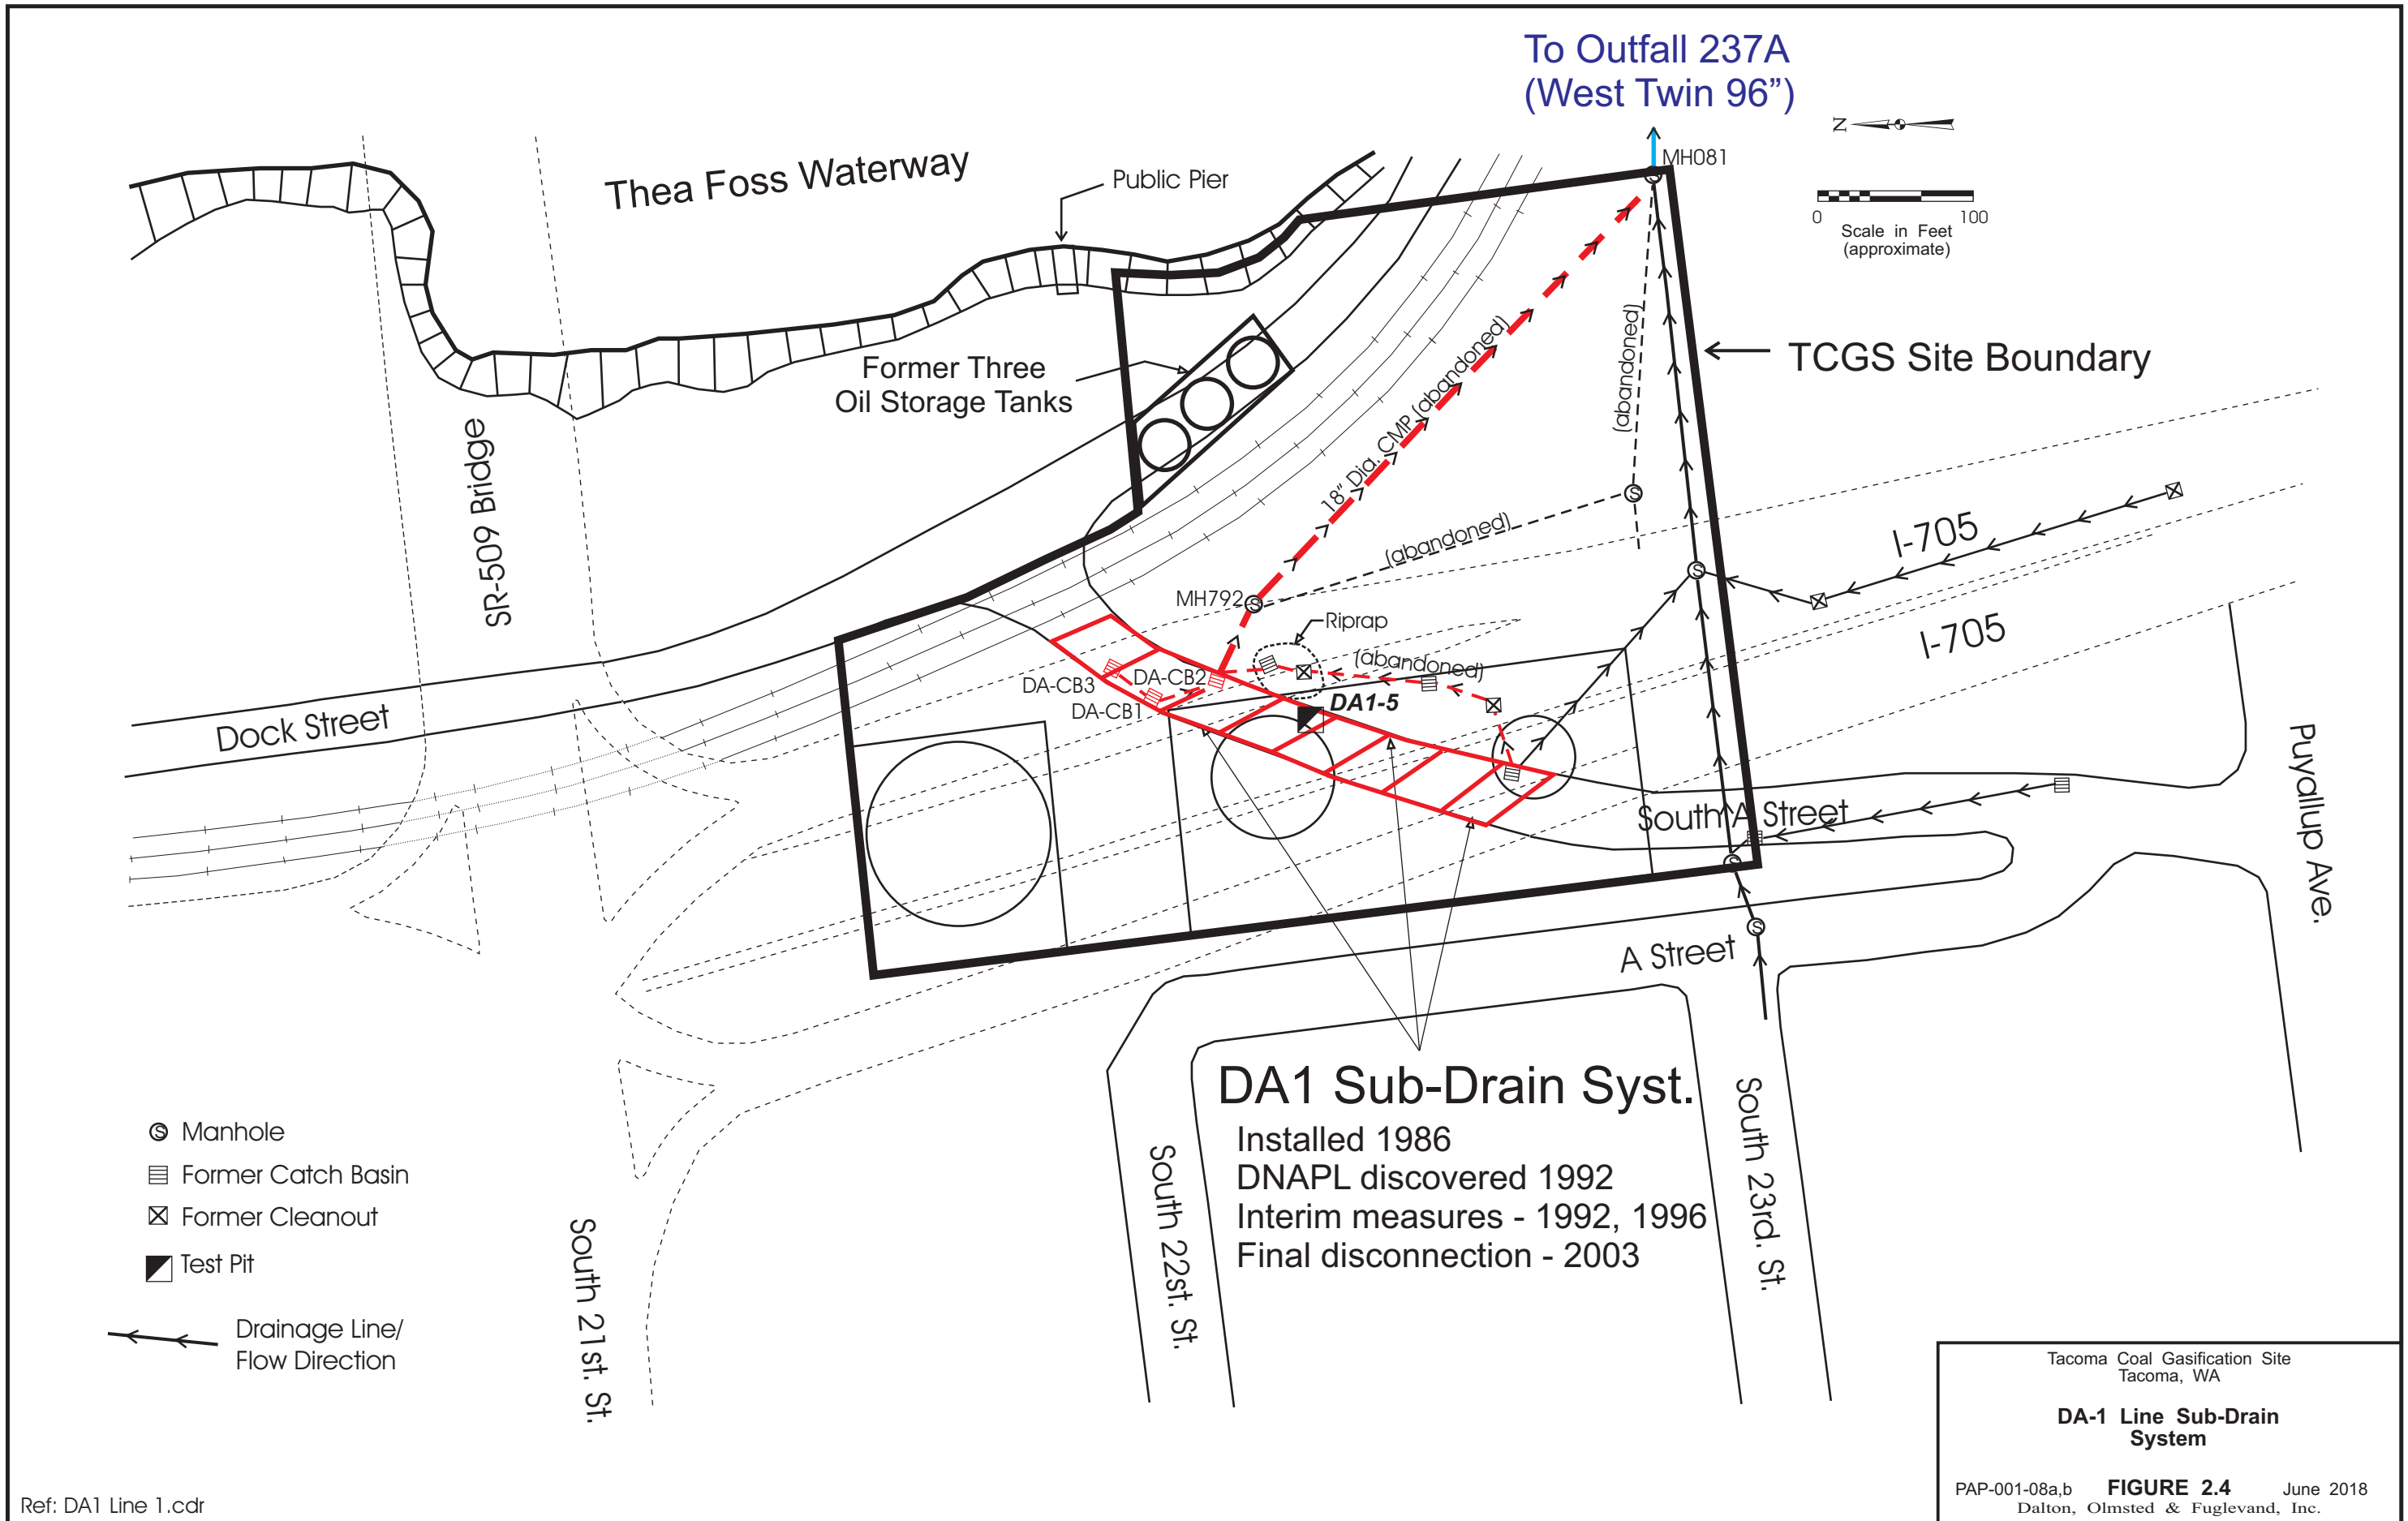 To Outfall 237A
(West Twin 96”)
N
MH081
0 100
Scale in Feet
(approximate)
Thea Foss Waterway
Public Pier
TCGS Site Boundary
Former Three
Oil Storage Tanks
18” Dia. CMP (abandoned)
(abandoned)
(abandoned)
SR-509 Bridge
I-705
I-705
MH792
Riprap
(abandoned)
DA-CB3
DA-CB2
DA-CB1
DA1-5
Dock Street
South A Street
Puyallup Ave.
A Street
DA1 Sub-Drain Syst.
Installed 1986
DNAPL discovered 1992
Interim measures - 1992, 1996
Final disconnection - 2003
South 21st. St.
South 22st. St.
South 23rd. St.
S Manhole
Former Catch Basin
Former Cleanout
Test Pit
Drainage Line/
Flow Direction
Tacoma Coal Gasification Site
Tacoma, WA
DA-1 Line Sub-Drain
System
PAP-001-08a,b FIGURE 2.4 June 2018
Dalton, Olmsted & Fuglevand, Inc.
Ref: DA1 Line 1.cdr